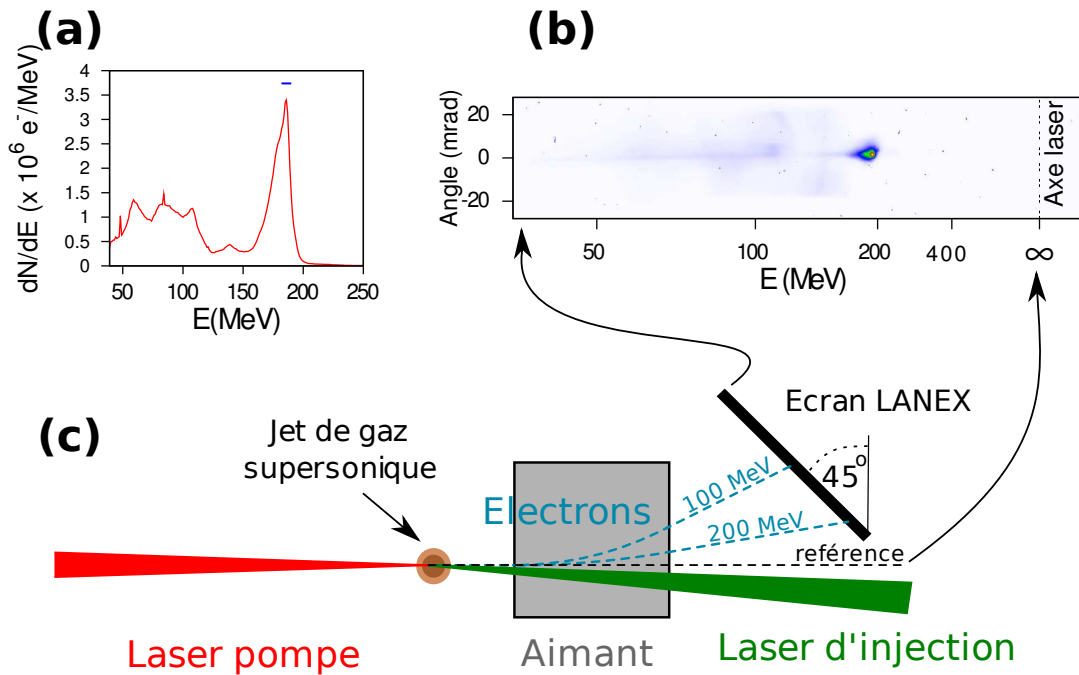 (a)
dN/dE (x 10⁶ e⁻/MeV)
4
3.5
3
2.5
2
1.5
1
0.5
0
50 100 150 200 250
E(MeV)
(b)
Angle (mrad)
20
0
-20
Axe laser
50 100 200 400 ∞
E (MeV)
(c)
Jet de gaz
supersonique
Ecran LANEX
45°
100 MeV
Electrons
200 MeV
reférence
Laser pompe
Aimant
Laser d'injection